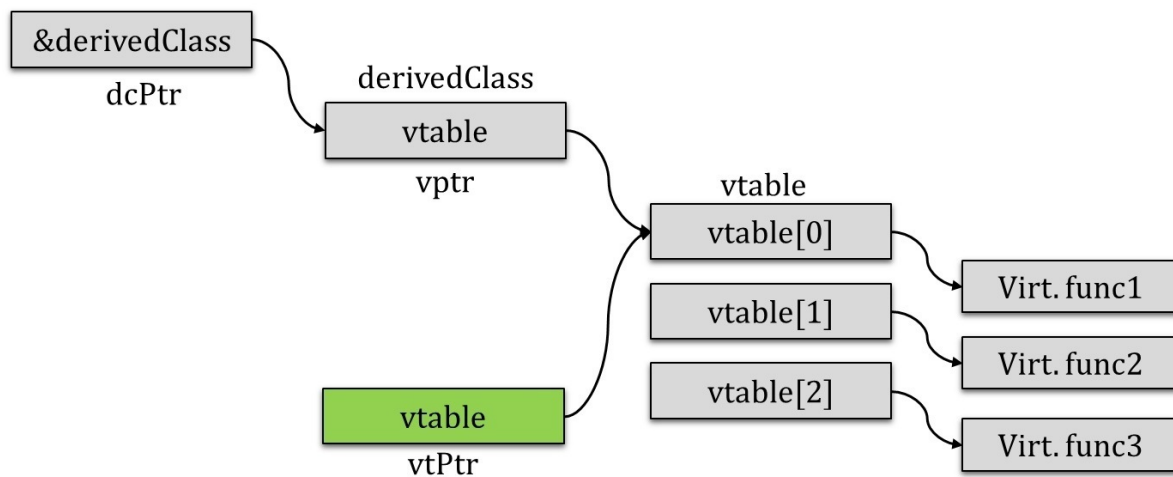 &derivedClass
dcPtr
derivedClass
vtable
vptr
vtable
vtable[0]
Virt. func1
vtable[1]
Virt. func2
vtable[2]
vtable
vtPtr
Virt. func3